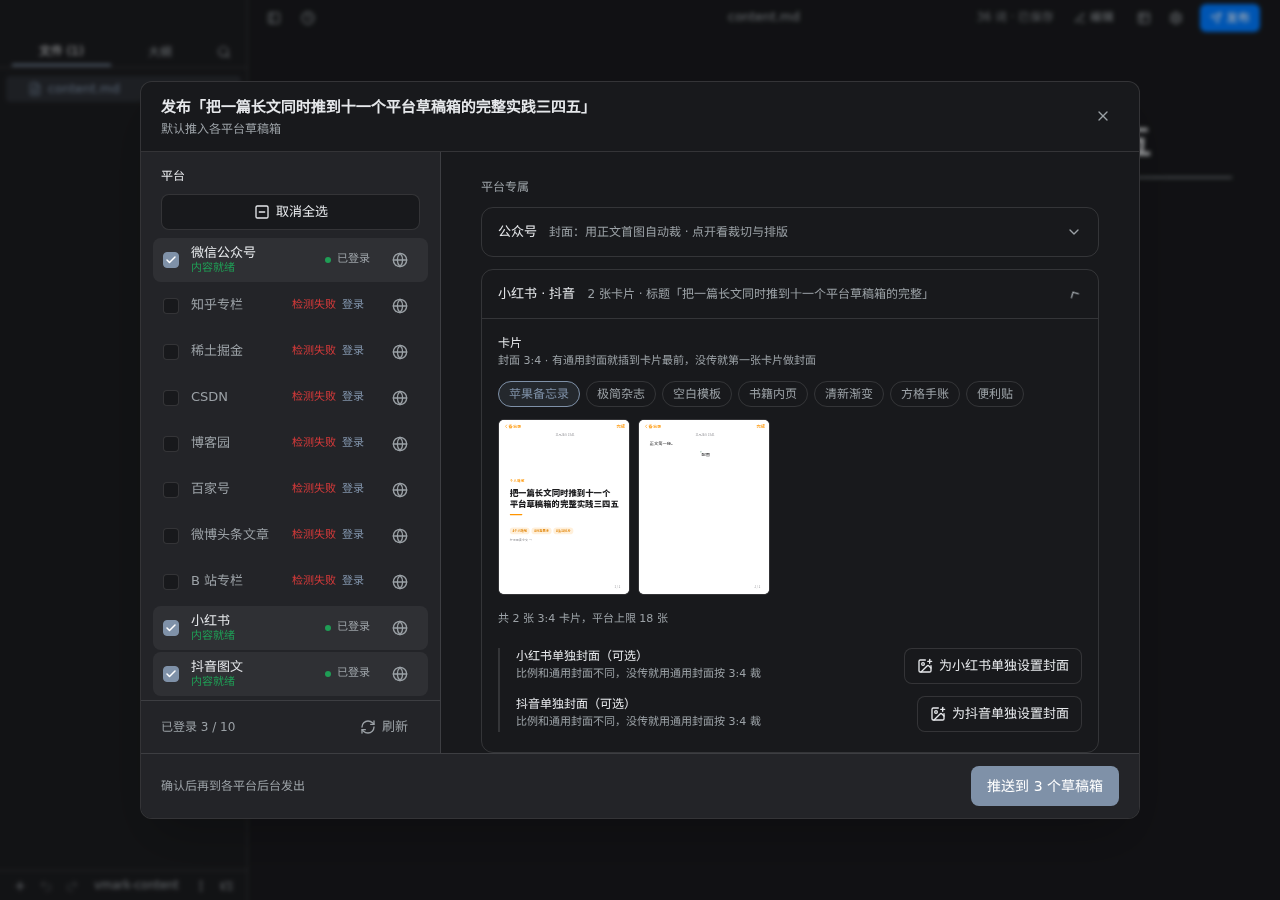 content.md
发布
文件 (1)
大纲
content.md
发布「把一篇长文同时推到十一个平台草稿箱的完整实践三四五」
默认推入各平台草稿箱
平台
取消全选
微信公众号
内容就绪
已登录
知乎专栏
检测失败 登录
稀土掘金
检测失败 登录
CSDN
检测失败 登录
博客园
检测失败 登录
百家号
检测失败 登录
微博头条文章
检测失败 登录
B 站专栏
检测失败 登录
小红书
内容就绪
已登录
抖音图文
内容就绪
已登录
已登录 3 / 10
刷新
平台专属
公众号 封面：用正文首图自动裁 · 点开看裁切与排版
小红书 · 抖音 2 张卡片 · 标题「把一篇长文同时推到十一个平台草稿箱的完整」
卡片
封面 3:4 · 有通用封面就插到卡片最前，没传就第一张卡片做封面
苹果备忘录 极简杂志 空白模板 书籍内页 清新渐变 方格手账 便利贴
把一篇长文同时推到十一个
平台草稿箱的完整实践三四五
正文第一段。
共 2 张 3:4 卡片，平台上限 18 张
小红书单独封面（可选）
比例和通用封面不同，没传就用通用封面按 3:4 裁
为小红书单独设置封面
抖音单独封面（可选）
比例和通用封面不同，没传就用通用封面按 3:4 裁
为抖音单独设置封面
确认后再到各平台后台发出
推送到 3 个草稿箱
vmark-content